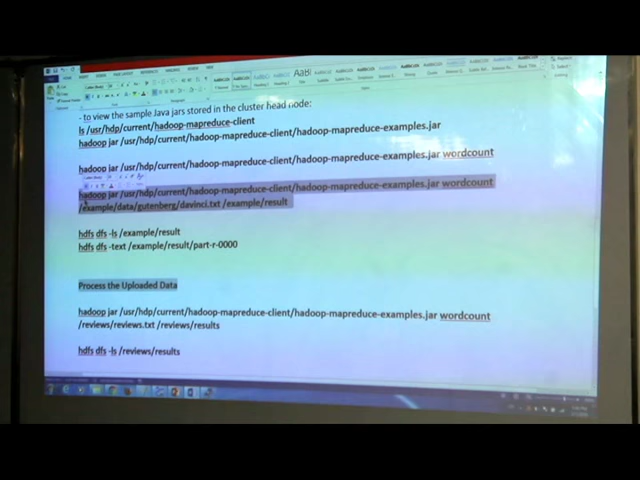 - to view the sample Java jars stored in the cluster head node:
ls /usr/hdp/current/hadoop-mapreduce-client
hadoop jar /usr/hdp/current/hadoop-mapreduce-client/hadoop-mapreduce-examples.jar
hadoop jar /usr/hdp/current/hadoop-mapreduce-client/hadoop-mapreduce-examples.jar wordcount
hadoop jar /usr/hdp/current/hadoop-mapreduce-client/hadoop-mapreduce-examples.jar wordcount
/example/data/gutenberg/davinci.txt /example/result
hdfs dfs -ls /example/result
hdfs dfs -text /example/result/part-r-0000
Process the Uploaded Data
hadoop jar /usr/hdp/current/hadoop-mapreduce-client/hadoop-mapreduce-examples.jar wordcount
/reviews/reviews.txt /reviews/results
hdfs dfs -ls /reviews/results